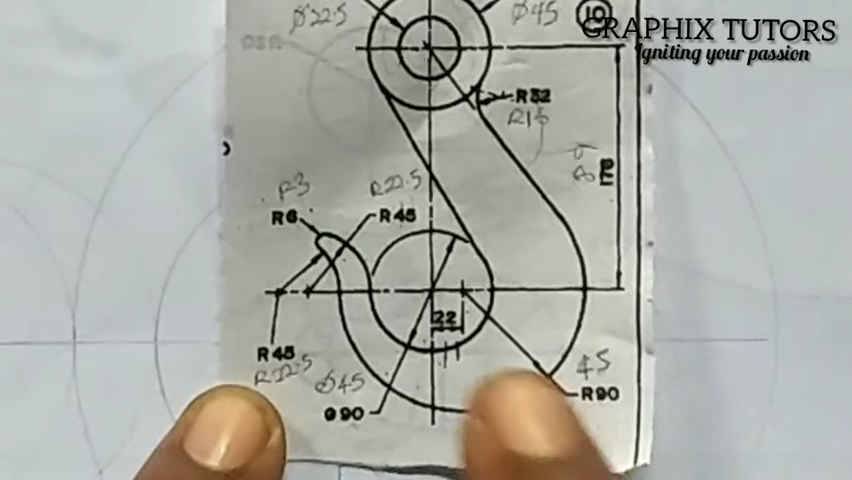 Ø22.5
Ø45
10
GRAPHIX TUTORS
Igniting your passion
R32
R15
R3
R22.5
R6
R45
22
R45
R22.5
Ø45
45
R90
Ø90